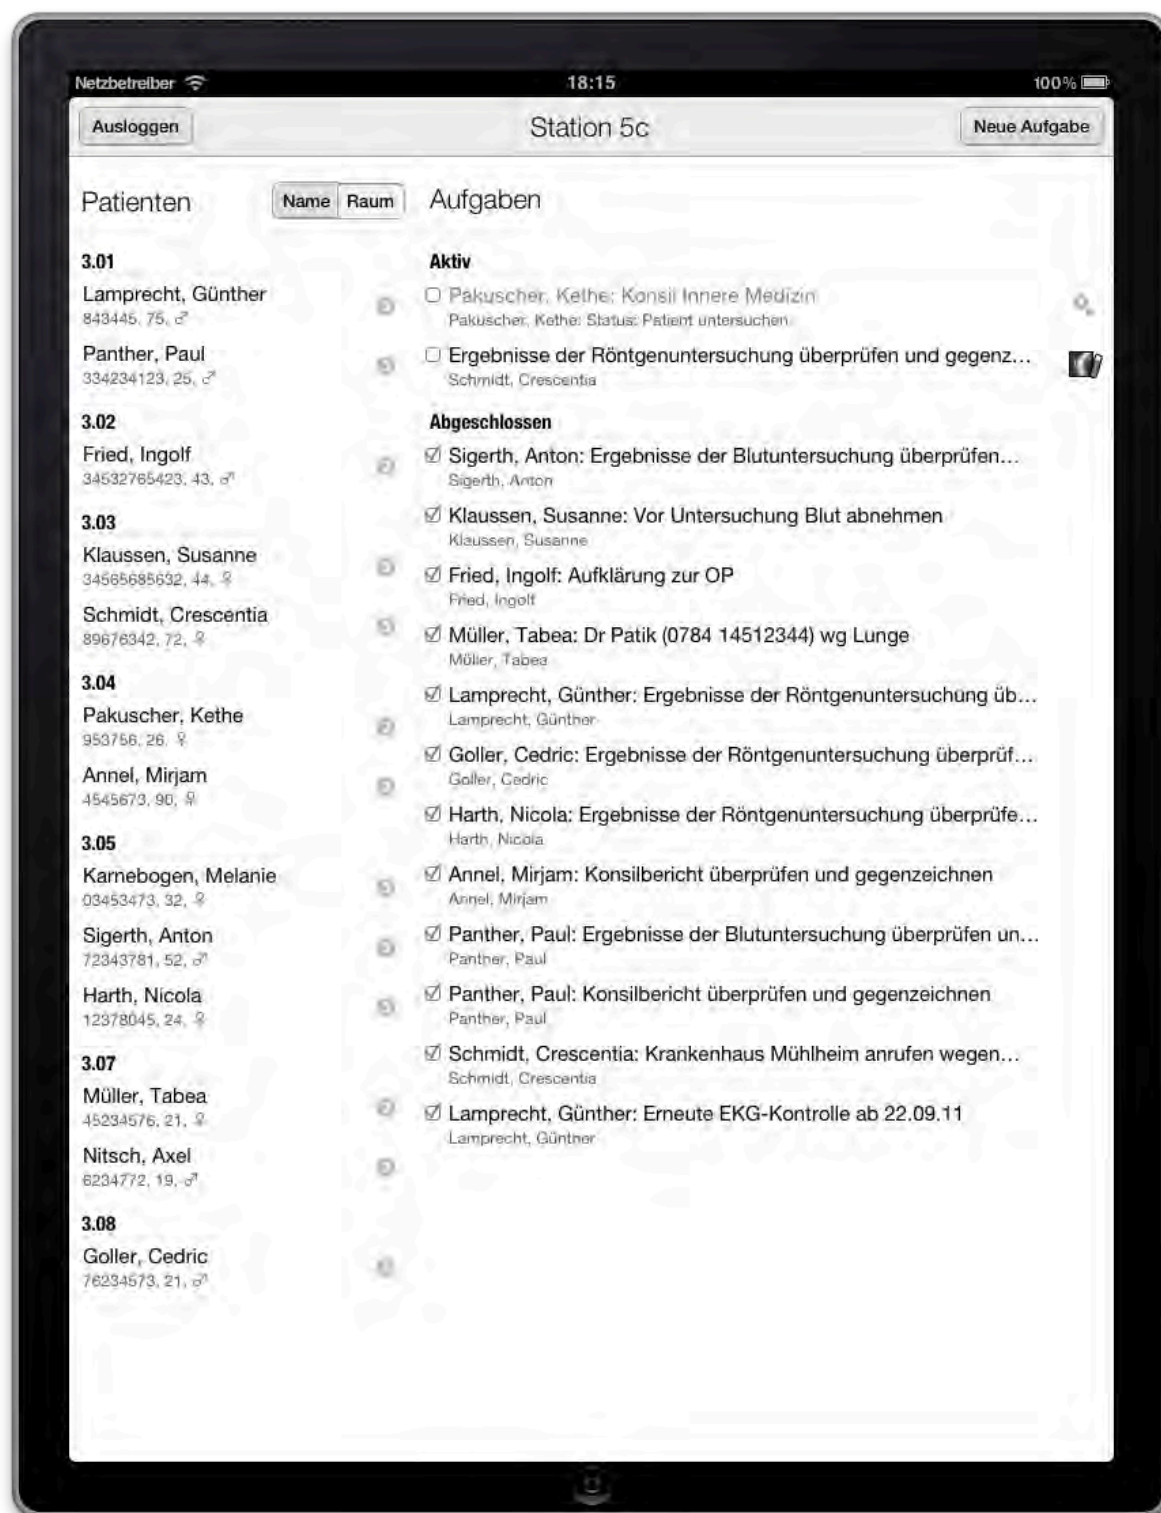 Netzbetreiber 18:15 100%
Ausloggen Station 5c Neue Aufgabe
Patienten Name Raum
3.01
Lamprecht, Günther
843445, 75, ♂
Panther, Paul
334234123, 25, ♂
3.02
Fried, Ingolf
34532765423, 43, ♂
3.03
Klaussen, Susanne
34565685632, 44, ♀
Schmidt, Crescentia
89676342, 72, ♀
3.04
Pakuscher, Kethe
953756, 26, ♀
Annel, Mirjam
4545673, 90, ♀
3.05
Karnebogen, Melanie
03453473, 32, ♀
Sigerth, Anton
72343781, 52, ♂
Harth, Nicola
12378045, 24, ♀
3.07
Müller, Tabea
45234576, 21, ♀
Nitsch, Axel
6234772, 19, ♂
3.08
Goller, Cedric
76234573, 21, ♂
Aufgaben
Aktiv
Pakuscher, Kethe: Konsil Innere Medizin
Pakuscher, Kethe: Status: Patient untersuchen
Ergebnisse der Röntgenuntersuchung überprüfen und gegenz...
Schmidt, Crescentia
Abgeschlossen
Sigerth, Anton: Ergebnisse der Blutuntersuchung überprüfen...
Sigerth, Anton
Klaussen, Susanne: Vor Untersuchung Blut abnehmen
Klaussen, Susanne
Fried, Ingolf: Aufklärung zur OP
Fried, Ingolf
Müller, Tabea: Dr Patik (0784 14512344) wg Lunge
Müller, Tabea
Lamprecht, Günther: Ergebnisse der Röntgenuntersuchung üb...
Lamprecht, Günther
Goller, Cedric: Ergebnisse der Röntgenuntersuchung überprüf...
Goller, Cedric
Harth, Nicola: Ergebnisse der Röntgenuntersuchung überprüfe...
Harth, Nicola
Annel, Mirjam: Konsilbericht überprüfen und gegenzeichnen
Annel, Mirjam
Panther, Paul: Ergebnisse der Blutuntersuchung überprüfen un...
Panther, Paul
Panther, Paul: Konsilbericht überprüfen und gegenzeichnen
Panther, Paul
Schmidt, Crescentia: Krankenhaus Mühlheim anrufen wegen...
Schmidt, Crescentia
Lamprecht, Günther: Erneute EKG-Kontrolle ab 22.09.11
Lamprecht, Günther